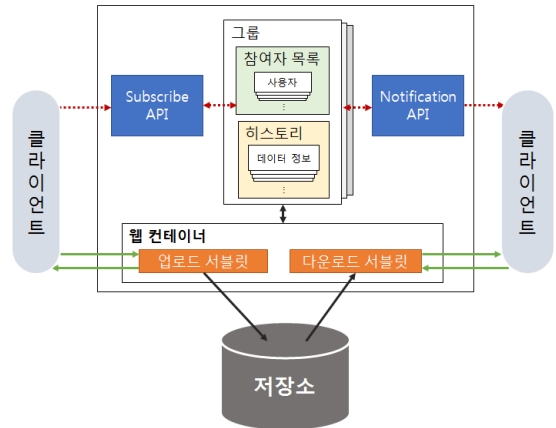 그룹
참여자 목록
사용자
⋮
Subscribe
API
Notification
API
클라이언트
클라이언트
히스토리
데이터 정보
⋮
웹 컨테이너
업로드 서블릿
다운로드 서블릿
저장소